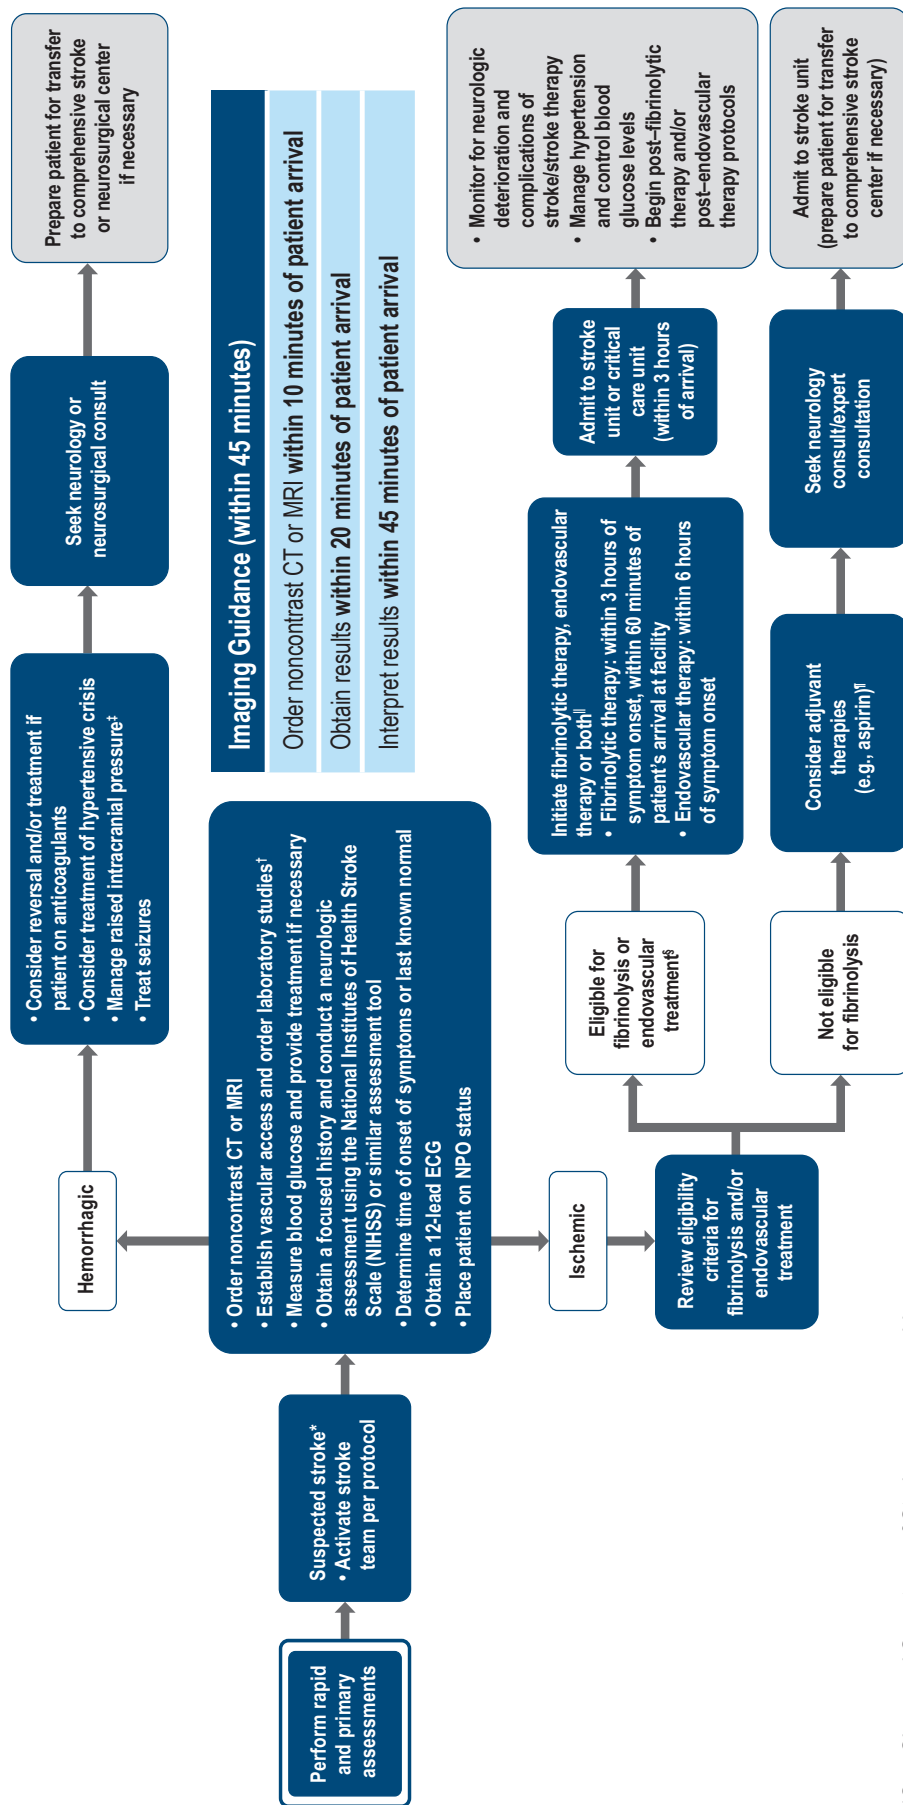 Perform rapid
and primary
assessments
Suspected stroke*
• Activate stroke
team per protocol
• Order noncontrast CT or MRI
• Establish vascular access and order laboratory studies†
• Measure blood glucose and provide treatment if necessary
• Obtain a focused history and conduct a neurologic
assessment using the National Institutes of Health Stroke
Scale (NIHSS) or similar assessment tool
• Determine time of onset of symptoms or last known normal
• Obtain a 12-lead ECG
• Place patient on NPO status
Hemorrhagic
• Consider reversal and/or treatment if
patient on anticoagulants
• Consider treatment of hypertensive crisis
• Manage raised intracranial pressure‡
• Treat seizures
Seek neurology or
neurosurgical consult
Prepare patient for transfer
to comprehensive stroke
or neurosurgical center
if necessary
Imaging Guidance (within 45 minutes)
Order noncontrast CT or MRI within 10 minutes of patient arrival
Obtain results within 20 minutes of patient arrival
Interpret results within 45 minutes of patient arrival
Ischemic
Review eligibility
criteria for
fibrinolysis and/or
endovascular
treatment
Eligible for
fibrinolysis or
endovascular
treatment§
Initiate fibrinolytic therapy, endovascular
therapy or both||
• Fibrinolytic therapy: within 3 hours of
symptom onset, within 60 minutes of
patient's arrival at facility
• Endovascular therapy: within 6 hours
of symptom onset
Admit to stroke
unit or critical
care unit
(within 3 hours
of arrival)
• Monitor for neurologic
deterioration and
complications of
stroke/stroke therapy
• Manage hypertension
and control blood
glucose levels
• Begin post–fibrinolytic
therapy and/or
post–endovascular
therapy protocols
Not eligible
for fibrinolysis
Consider adjuvant
therapies
(e.g., aspirin)¶
Seek neurology
consult/expert
consultation
Admit to stroke unit
(prepare patient for transfer
to comprehensive stroke
center if necessary)